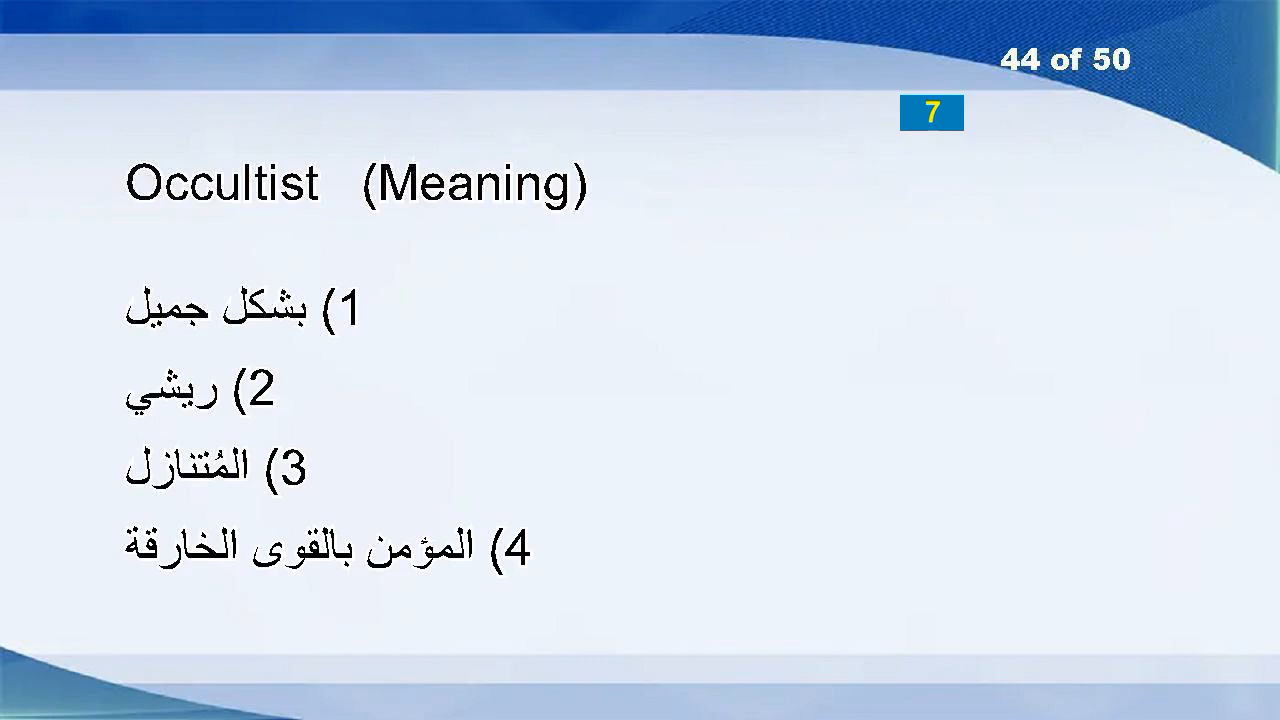 44 of 50
7
Occultist (Meaning)
1) بشكل جميل
2) ريشي
3) المُتنازل
4) المؤمن بالقوى الخارقة